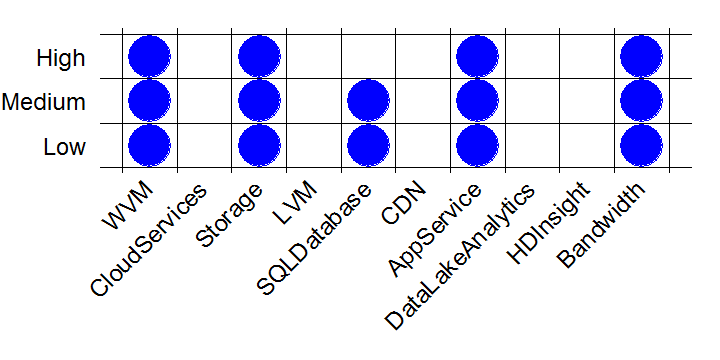 High
Medium
Low
WVM
CloudServices
Storage
LVM
SQLDatabase
CDN
AppService
DataLakeAnalytics
HDInsight
Bandwidth